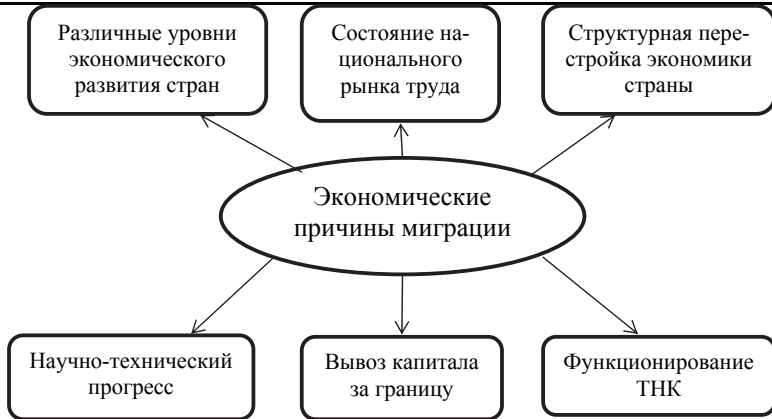 Различные уровни
экономического
развития стран
Состояние на-
ционального
рынка труда
Структурная пере-
стройка экономики
страны
Экономические
причины миграции
Научно-технический
прогресс
Вывоз капитала
за границу
Функционирование
ТНК